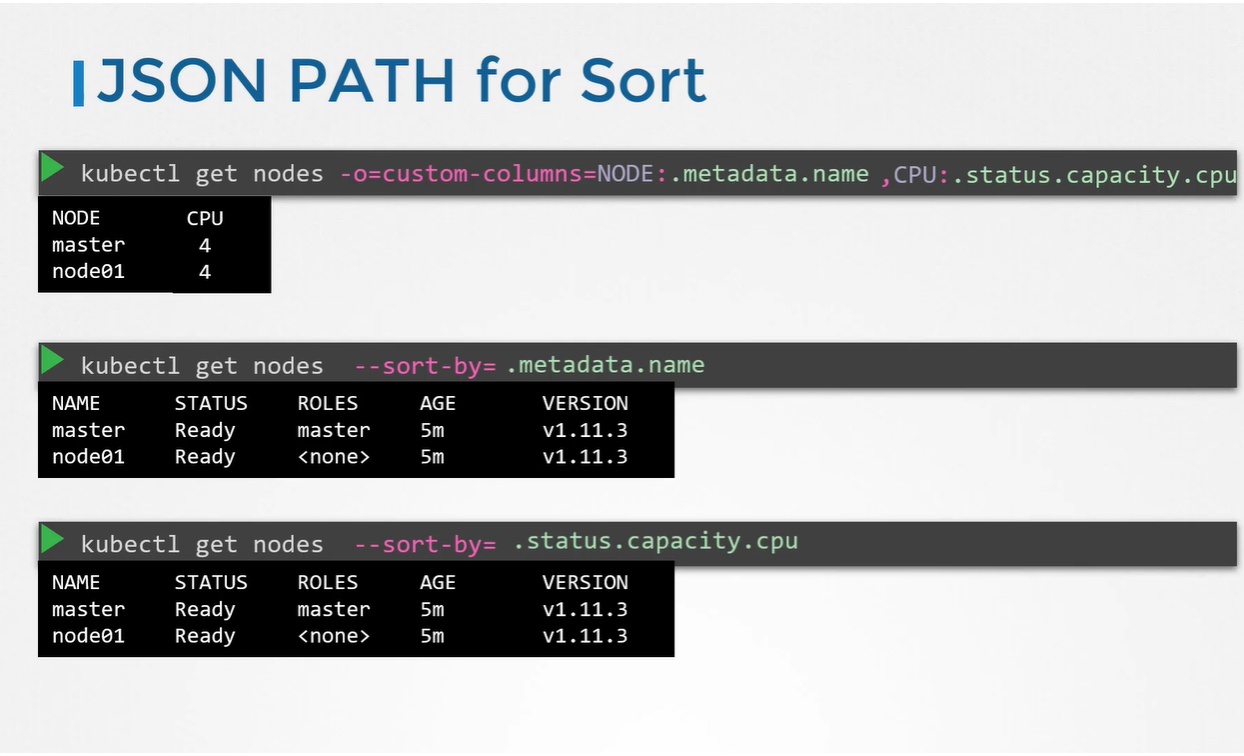 JSON PATH for Sort
kubectl get nodes -o=custom-columns=NODE:.metadata.name ,CPU:.status.capacity.cpu
NODE CPU
master 4
node01 4
kubectl get nodes --sort-by= .metadata.name
NAME STATUS ROLES AGE VERSION
master Ready master 5m v1.11.3
node01 Ready <none> 5m v1.11.3
kubectl get nodes --sort-by= .status.capacity.cpu
NAME STATUS ROLES AGE VERSION
master Ready master 5m v1.11.3
node01 Ready <none> 5m v1.11.3